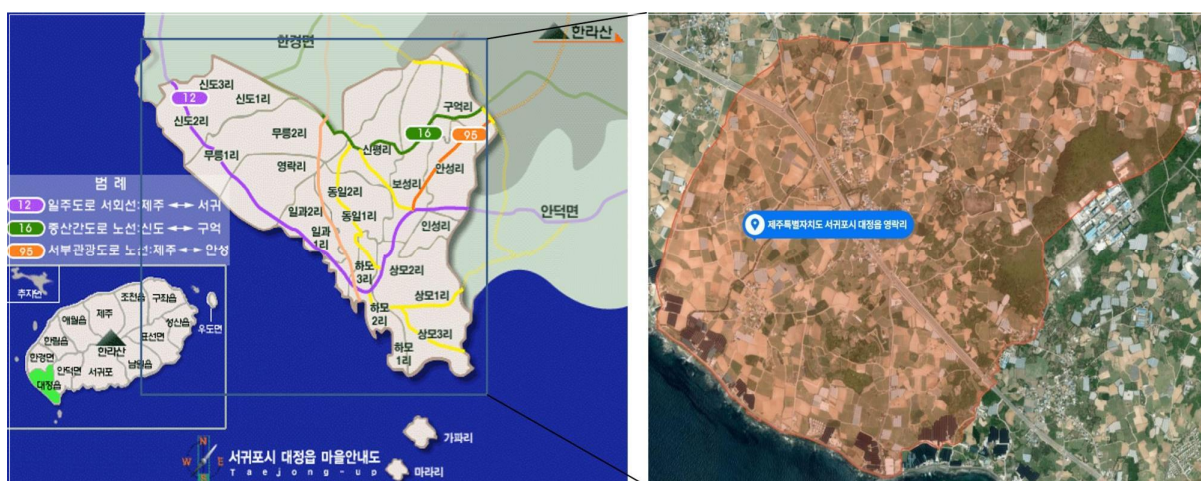 한경면
한라산
신도3리
12
신도1리
구억리
신도2리
무릉2리
16
95
신평리
무릉1리
영락리
안성리
보성리
동일2리
범 례
안덕면
12 일주도로 서회선:제주 ↔ 서귀
일과2리
동일1리
인성리
16 중산간도로 노선:신도 ↔ 구억
일과
1리
95 서부관광도로 노선:제주 ↔ 안성
하모
3리
상모2리
추자면
상모1리
하모
2리
상모3리
하모
1리
조천읍
구좌읍
제주
애월읍
성산읍
우도면
한림읍
표선면
한라산
한경면
남원읍
안덕면
서귀포
대정읍
가파리
마라리
N
W
E
서귀포시 대정읍 마을안내도
Taejong-up
제주특별자치도 서귀포시 대정읍 영락리